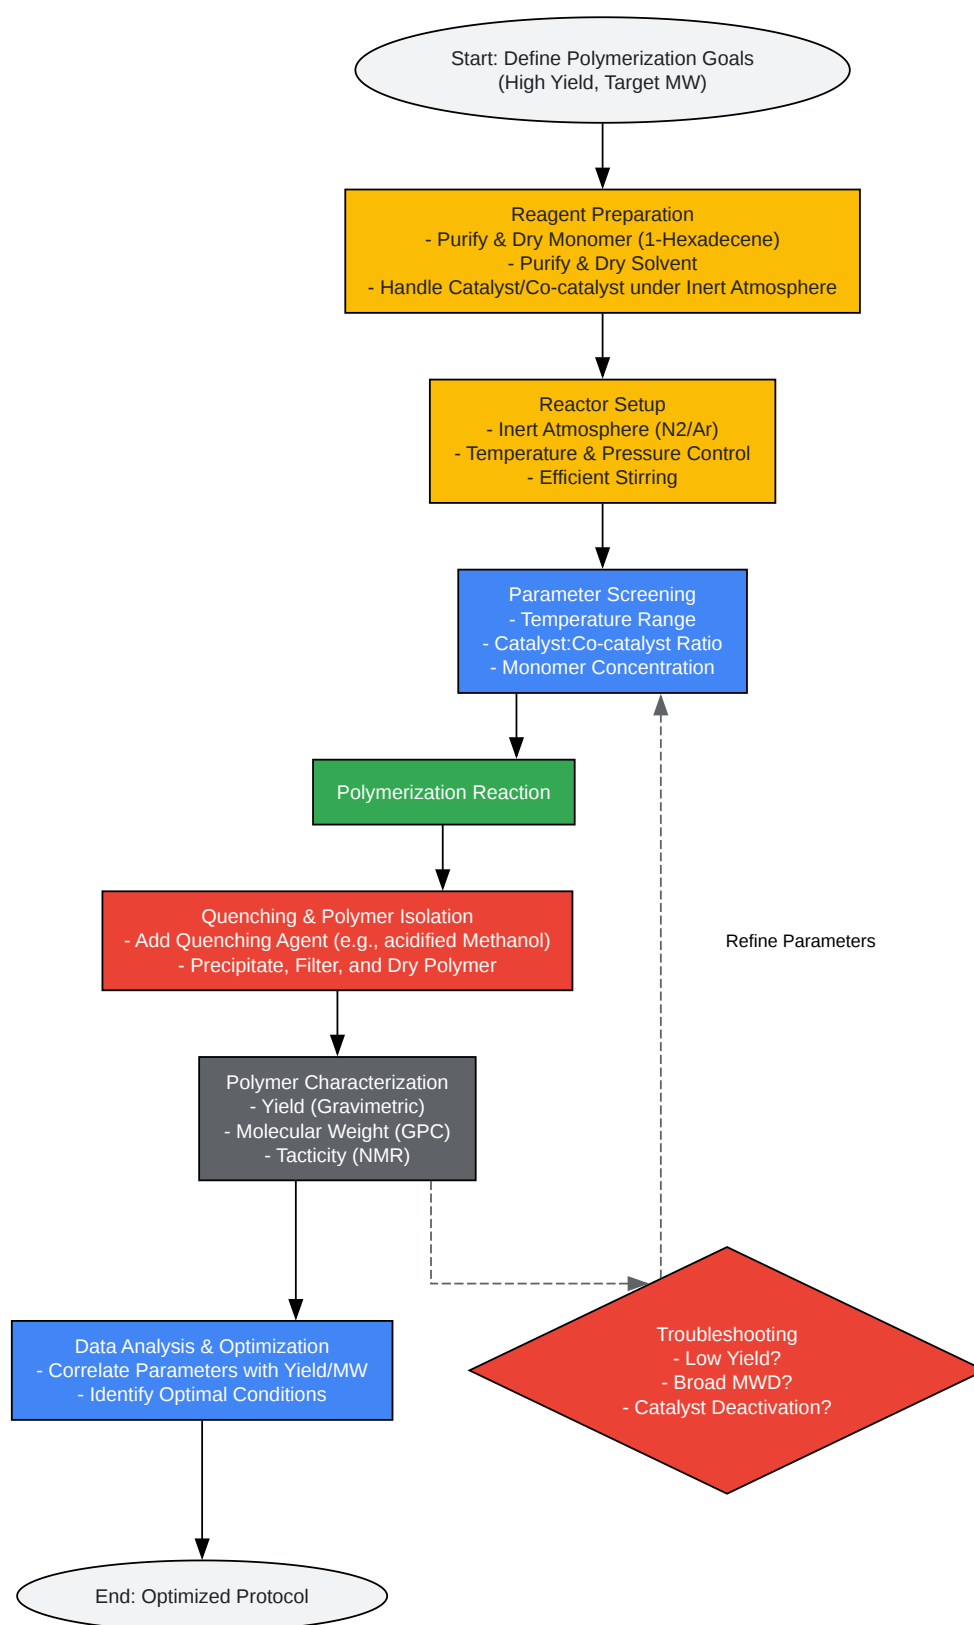 Start: Define Polymerization Goals
(High Yield, Target MW)
Reagent Preparation
- Purify & Dry Monomer (1-Hexadecene)
- Purify & Dry Solvent
- Handle Catalyst/Co-catalyst under Inert Atmosphere
Reactor Setup
- Inert Atmosphere (N2/Ar)
- Temperature & Pressure Control
- Efficient Stirring
Parameter Screening
- Temperature Range
- Catalyst:Co-catalyst Ratio
- Monomer Concentration
Polymerization Reaction
Quenching & Polymer Isolation
- Add Quenching Agent (e.g., acidified Methanol)
- Precipitate, Filter, and Dry Polymer
Refine Parameters
Polymer Characterization
- Yield (Gravimetric)
- Molecular Weight (GPC)
- Tacticity (NMR)
Troubleshooting
- Low Yield?
- Broad MWD?
- Catalyst Deactivation?
Data Analysis & Optimization
- Correlate Parameters with Yield/MW
- Identify Optimal Conditions
End: Optimized Protocol